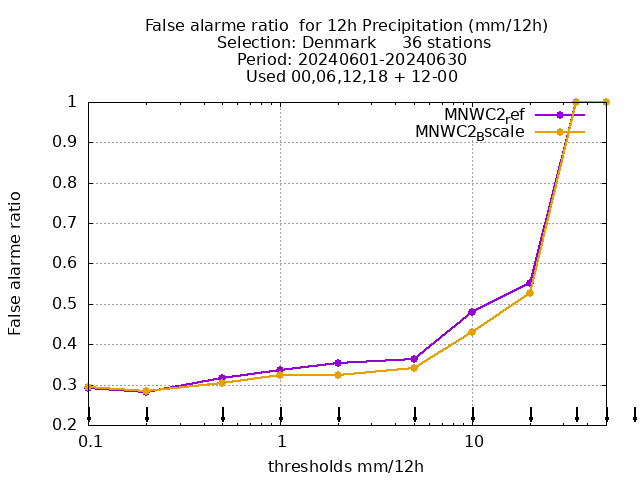 False alarme ratio  for 12h Precipitation (mm/12h)
Selection: Denmark     36 stations
Period: 20240601-20240630
Used 00,06,12,18 + 12-00
MNWC2ref
MNWC2Bscale
1
0.9
0.8
0.7
0.6
0.5
0.4
0.3
0.2
False alarme ratio
0.1 1 10
thresholds mm/12h